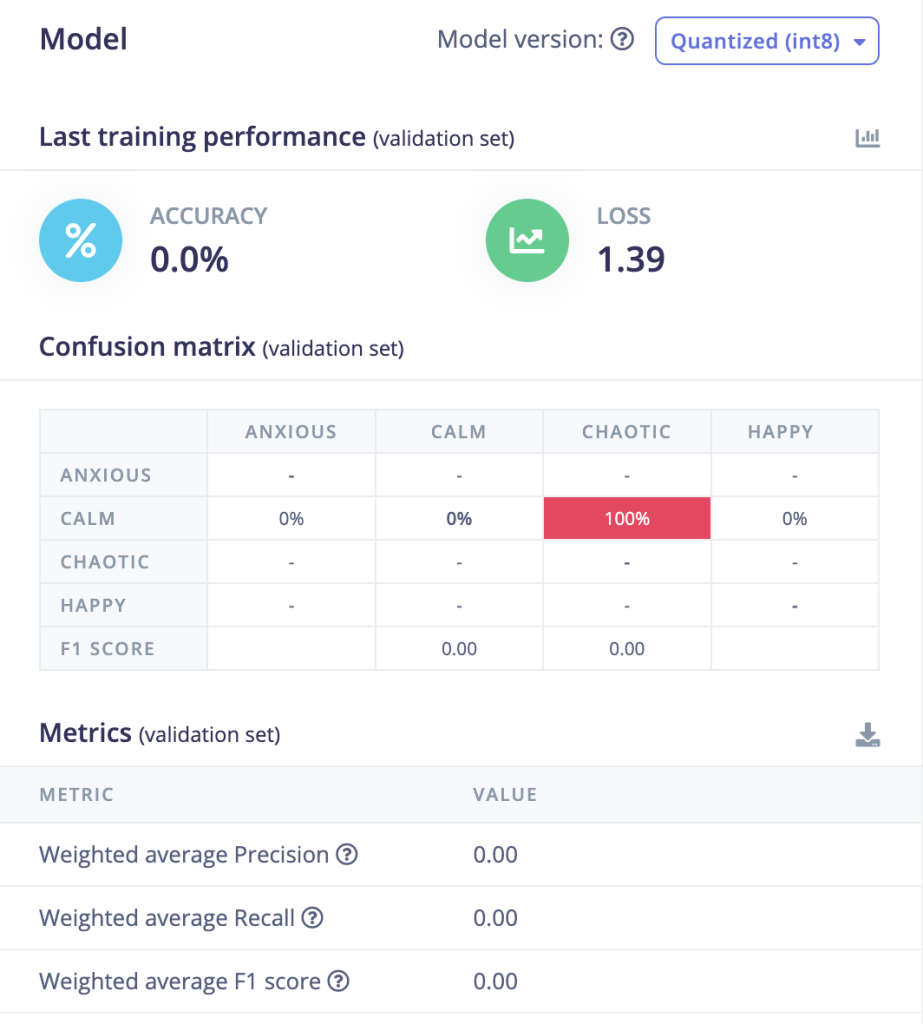 Model
Model version: Quantized (int8)
Last training performance (validation set)
%
ACCURACY
0.0%
LOSS
1.39
Confusion matrix (validation set)
ANXIOUS CALM CHAOTIC HAPPY
ANXIOUS - - - -
CALM 0% 0% 100% 0%
CHAOTIC - - - -
HAPPY - - - -
F1 SCORE 0.00 0.00
Metrics (validation set)
METRIC VALUE
Weighted average Precision 0.00
Weighted average Recall 0.00
Weighted average F1 score 0.00